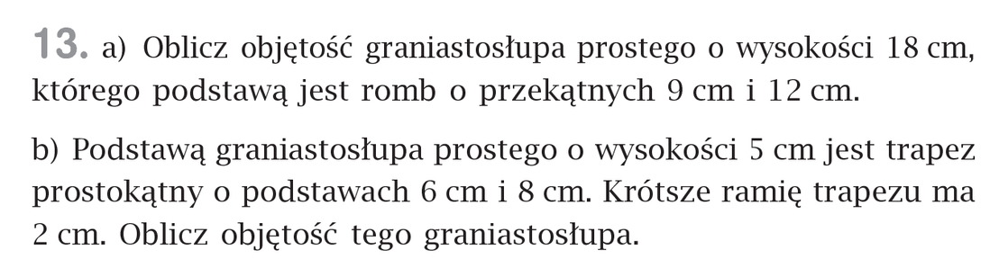 13. a) Oblicz objętość graniastosłupa prostego o wysokości 18 cm,
którego podstawą jest romb o przekątnych 9 cm i 12 cm.
b) Podstawą graniastosłupa prostego o wysokości 5 cm jest trapez
prostokątny o podstawach 6 cm i 8 cm. Krótsze ramię trapezu ma
2 cm. Oblicz objętość tego graniastosłupa.